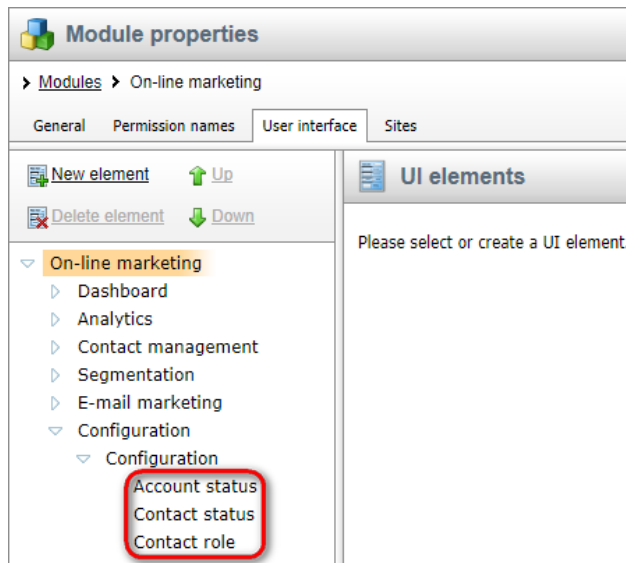 Module properties
Modules > On-line marketing
General Permission names User interface Sites
New element Up
Delete element Down
UI elements
Please select or create a UI element.
On-line marketing
Dashboard
Analytics
Contact management
Segmentation
E-mail marketing
Configuration
Configuration
Account status
Contact status
Contact role